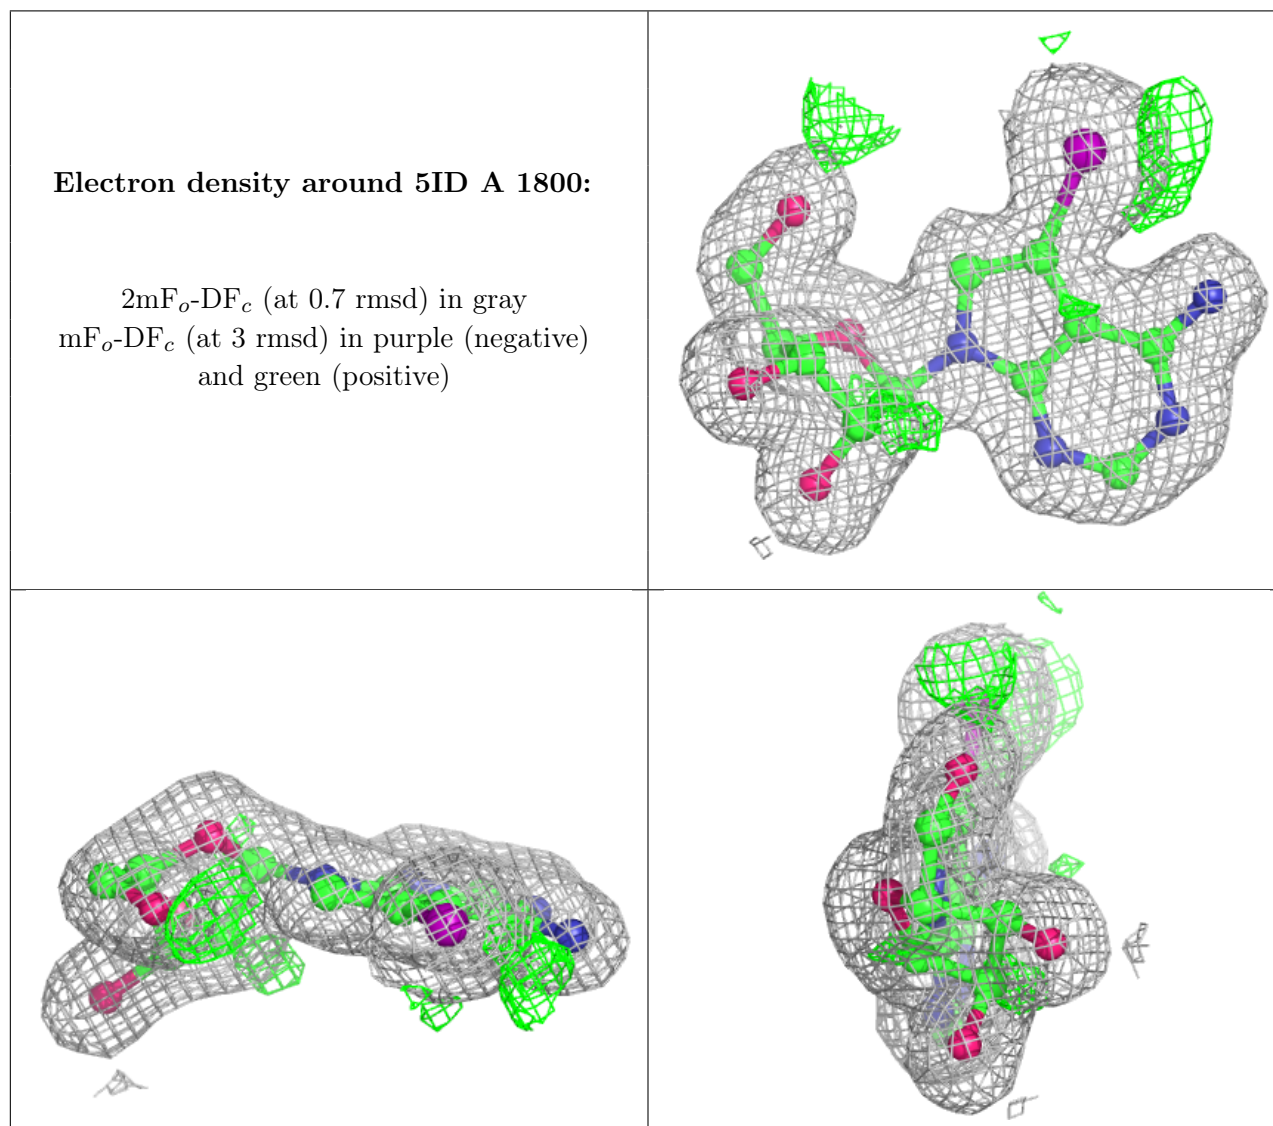 Electron density around 5ID A 1800:
2mFo-DFc (at 0.7 rmsd) in gray
mFo-DFc (at 3 rmsd) in purple (negative)
and green (positive)